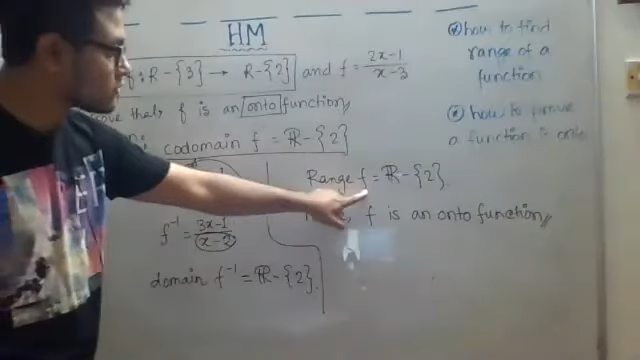 HM
f: R-{3} → R-{2} and f = 2x-1 / x-3
prove that, f is an onto function,,
codomain f = ℝ-{2}
f⁻¹ = 3x-1 / x-2
domain f⁻¹ = ℝ-{2}.
Range f = ℝ-{2}.
f is an onto function,,
how to find
range of a
function
how to prove
a function is onto